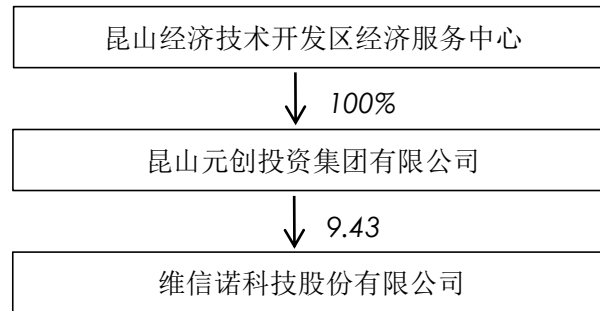 昆山经济技术开发区经济服务中心
100%
昆山元创投资集团有限公司
9.43
维信诺科技股份有限公司